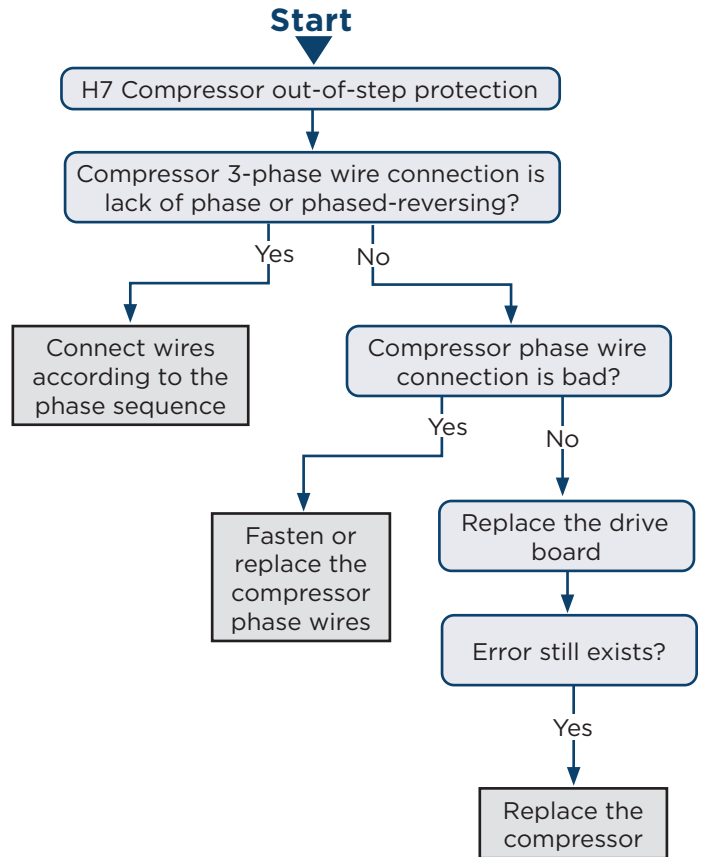 Start
H7 Compressor out-of-step protection
Compressor 3-phase wire connection is
lack of phase or phased-reversing?
Yes
No
Connect wires
according to the
phase sequence
Compressor phase wire
connection is bad?
Yes
No
Fasten or
replace the
compressor
phase wires
Replace the drive
board
Error still exists?
Yes
Replace the
compressor